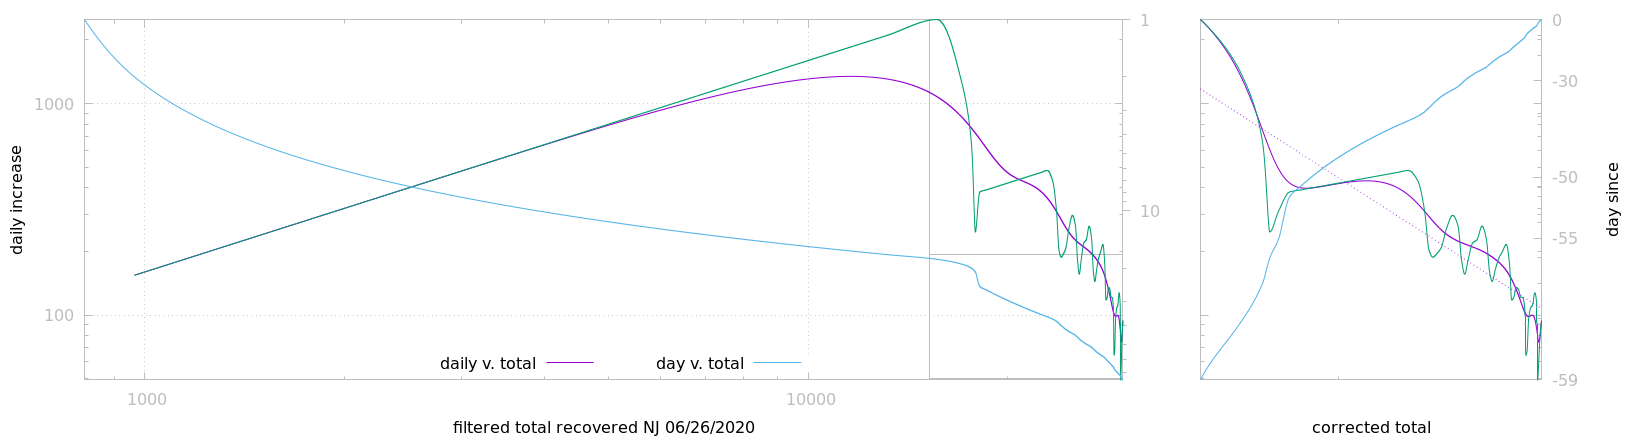 1000
100
daily increase
1000
10000
1
10
daily v. total
day v. total
filtered total recovered NJ 06/26/2020
0
-30
-50
-55
-59
day since
corrected total